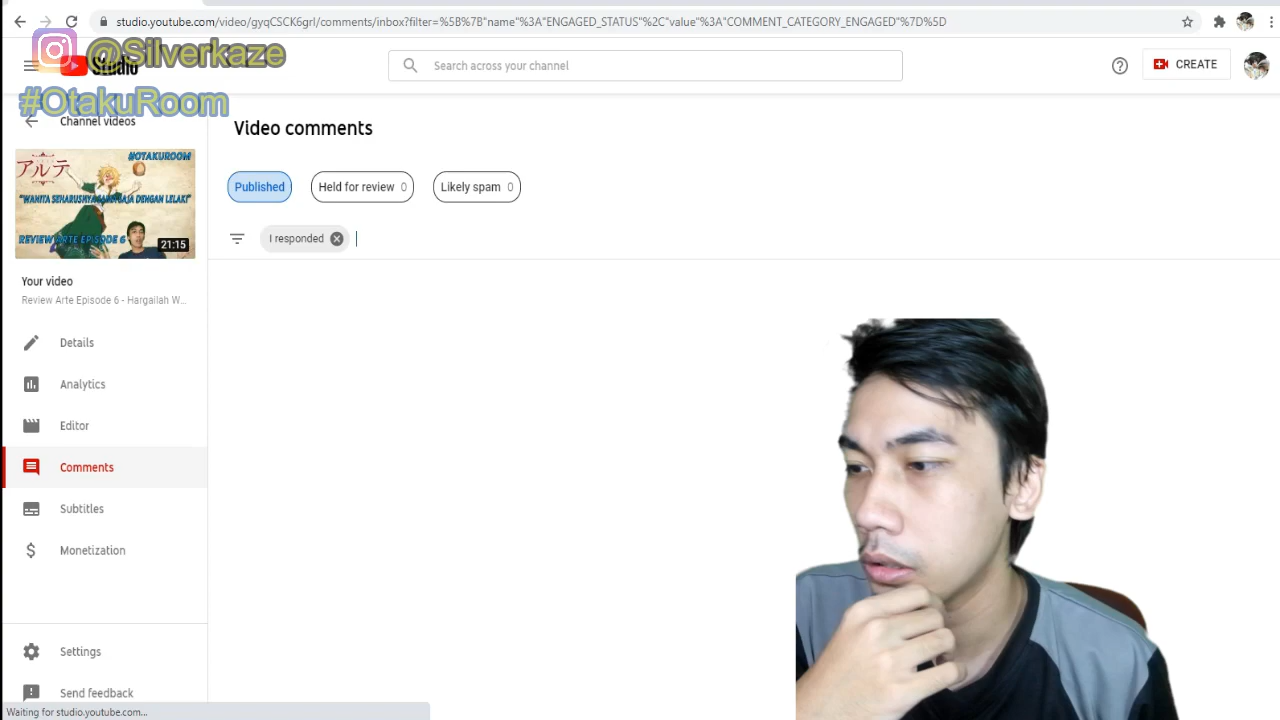 studio.youtube.com/video/gyqCSCK6grI/comments/inbox?filter=%5B%7B"name"%3A"ENGAGED_STATUS"%2C"value"%3A"COMMENT_CATEGORY_ENGAGED"%7D%5D
@Silverkaze
Studio
Search across your channel
CREATE
#OtakuRoom
Channel videos
Video comments
#OTAKUROOM
アルテ
REVIEW ARTE EPISODE 6
21:15
Published
Held for review 0
Likely spam 0
I responded
Your video
Review Arte Episode 6 - Hargailah W...
Details
Analytics
Editor
Comments
Subtitles
Monetization
Settings
Send feedback
Waiting for studio.youtube.com...